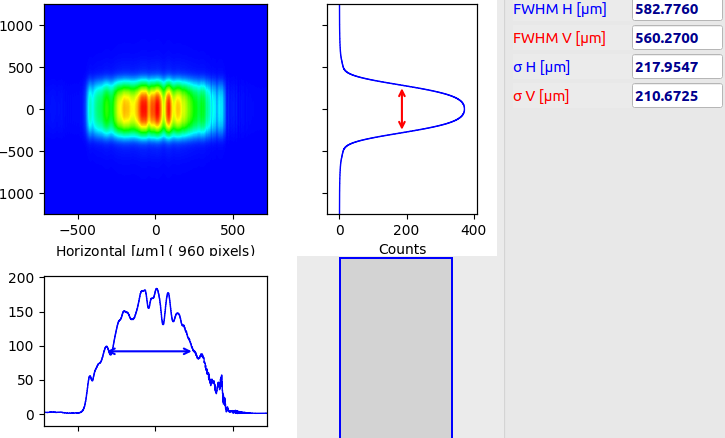 1000
500
0
−500
1000
−500
0
500
Horizontal [μm] ( 960 pixels)
0
200
400
Counts
200
150
100
50
0
FWHM H [μm] 582.7760
FWHM V [μm] 560.2700
σ H [μm] 217.9547
σ V [μm] 210.6725